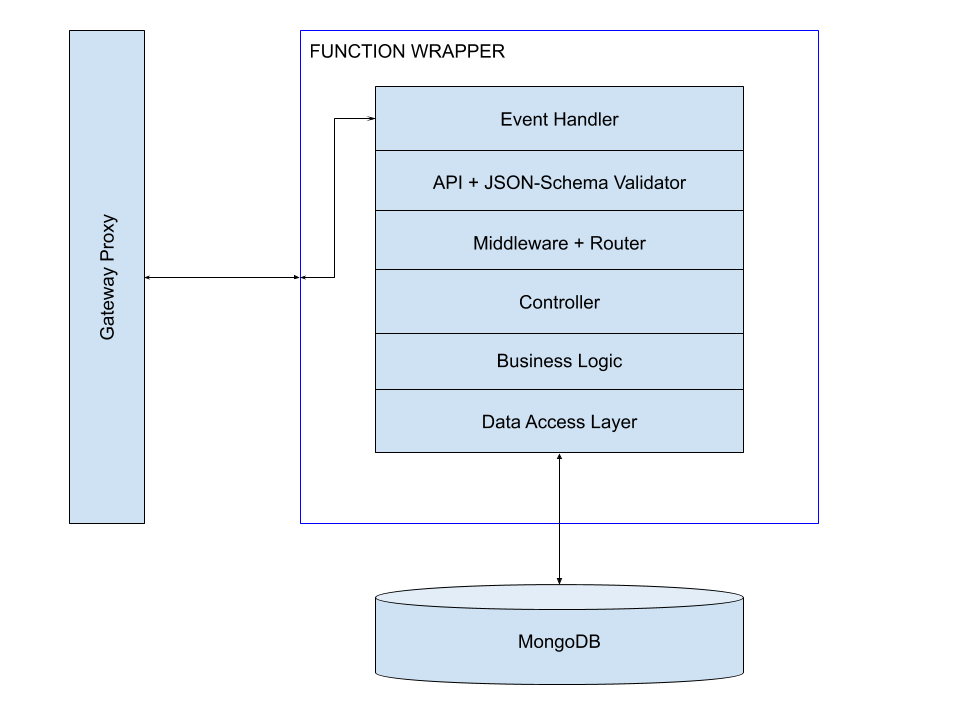 FUNCTION WRAPPER
Event Handler
API + JSON-Schema Validator
Middleware + Router
Controller
Business Logic
Data Access Layer
Gateway Proxy
MongoDB